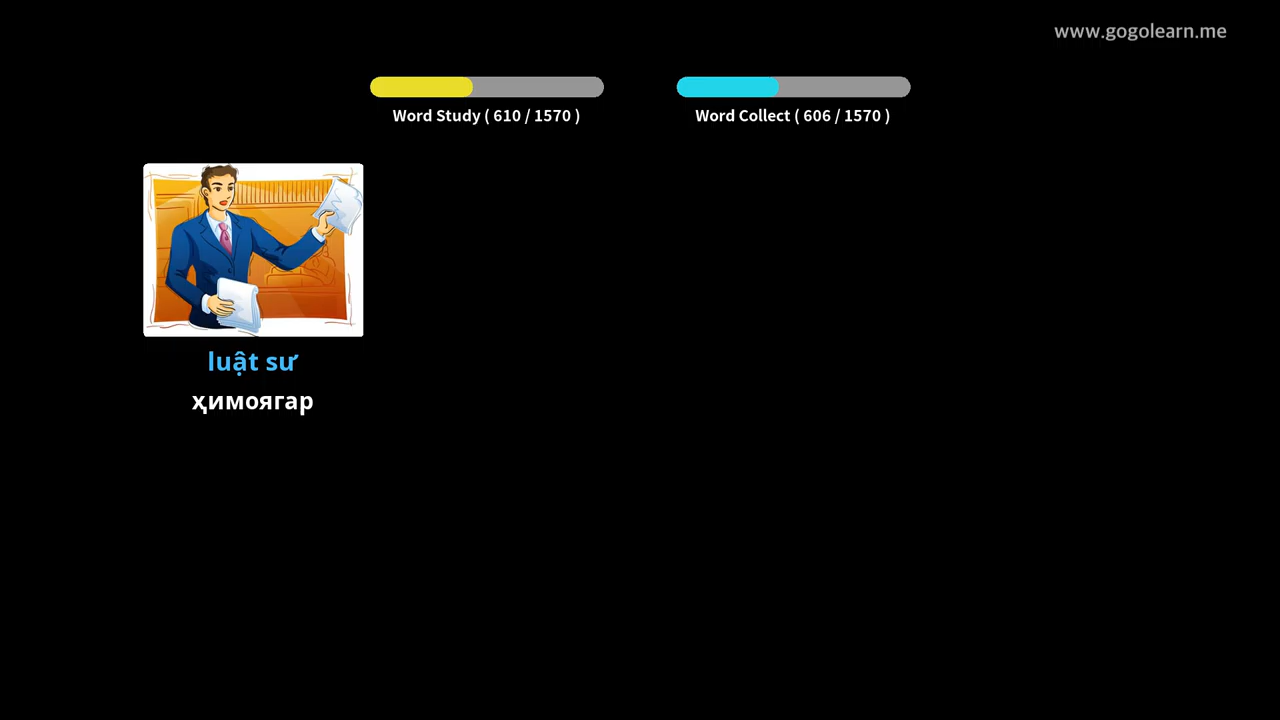 www.gogolearn.me
Word Study ( 610 / 1570 )
Word Collect ( 606 / 1570 )
luật sư
ҳимоягар